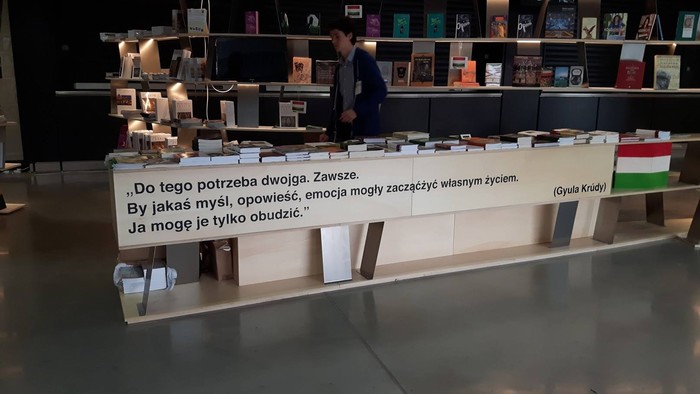 „Do tego potrzeba dwojga. Zawsze.
By jakaś myśl, opowieść, emocja mogły zacząćżyć własnym życiem.
Ja mogę je tylko obudzić.”
(Gyula Krúdy)